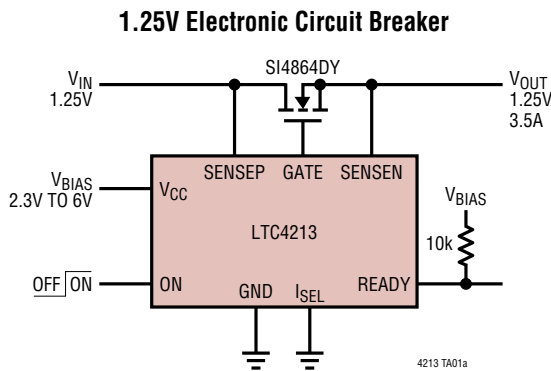 1.25V Electronic Circuit Breaker
SI4864DY
VIN
1.25V
VOUT
1.25V
3.5A
SENSEP GATE SENSEN
VBIAS
2.3V TO 6V
VCC
LTC4213
VBIAS
10k
OFF ON
ON
GND ISEL
READY
4213 TA01a